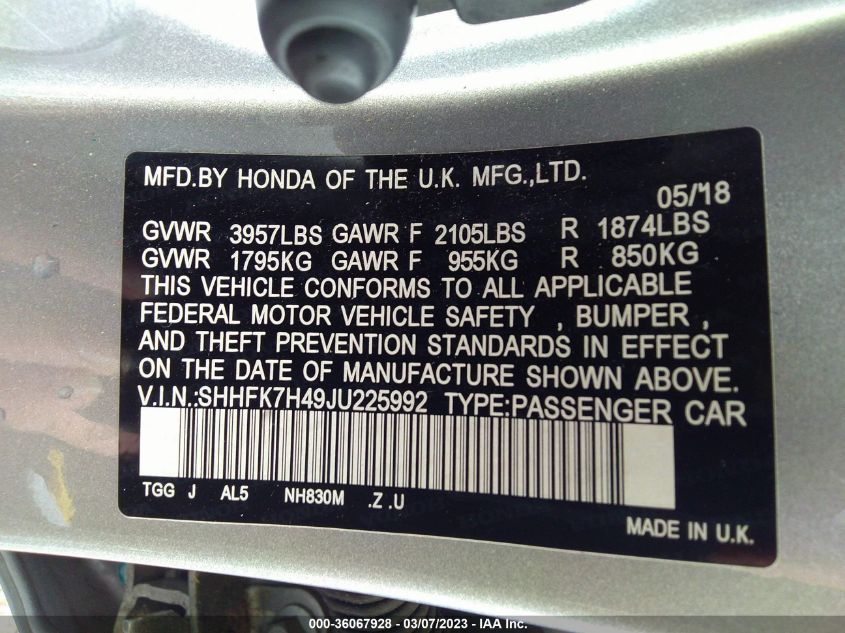 MFD.BY HONDA OF THE U.K. MFG.,LTD.
05/18
GVWR 3957LBS GAWR F 2105LBS R 1874LBS
GVWR 1795KG GAWR F 955KG R 850KG
THIS VEHICLE CONFORMS TO ALL APPLICABLE
FEDERAL MOTOR VEHICLE SAFETY , BUMPER ,
AND THEFT PREVENTION STANDARDS IN EFFECT
ON THE DATE OF MANUFACTURE SHOWN ABOVE.
V.I.N.:SHHFK7H49JU225992 TYPE:PASSENGER CAR
TGG J AL5 NH830M .Z .U
MADE IN U.K.
000-36067928 - 03/07/2023 - IAA Inc.